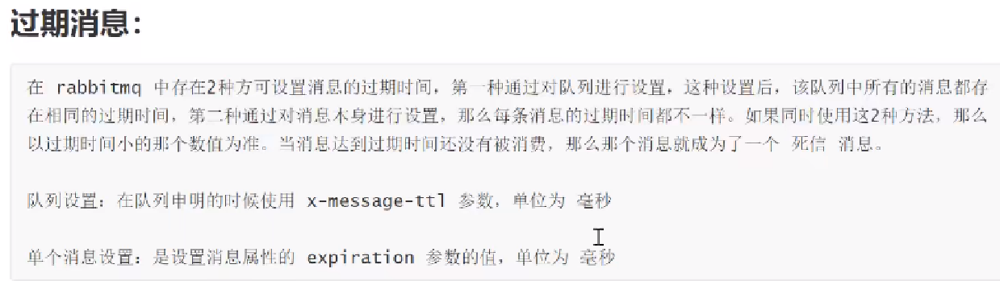 过期消息：
在 rabbitmq 中存在2种方可设置消息的过期时间，第一种通过对队列进行设置，这种设置后，该队列中所有的消息都存
在相同的过期时间，第二种通过对消息本身进行设置，那么每条消息的过期时间都不一样。如果同时使用这2种方法，那么
以过期时间小的那个数值为准。当消息达到过期时间还没有被消费，那么那个消息就成为了一个 死信 消息。
队列设置：在队列申明的时候使用 x-message-ttl 参数，单位为 毫秒
单个消息设置：是设置消息属性的 expiration 参数的值，单位为 毫秒